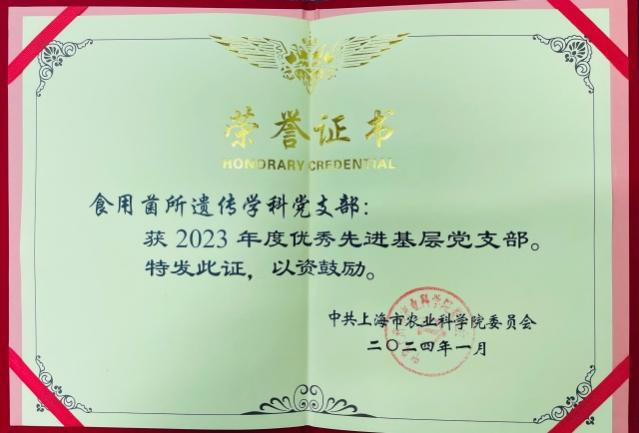 荣誉证书
HONORARY CREDENTIAL
食用菌所遗传学科党支部：
获 2023 年度优秀先进基层党支部。
特发此证，以资鼓励。
中共上海市农业科学院委员会
二〇二四年一月